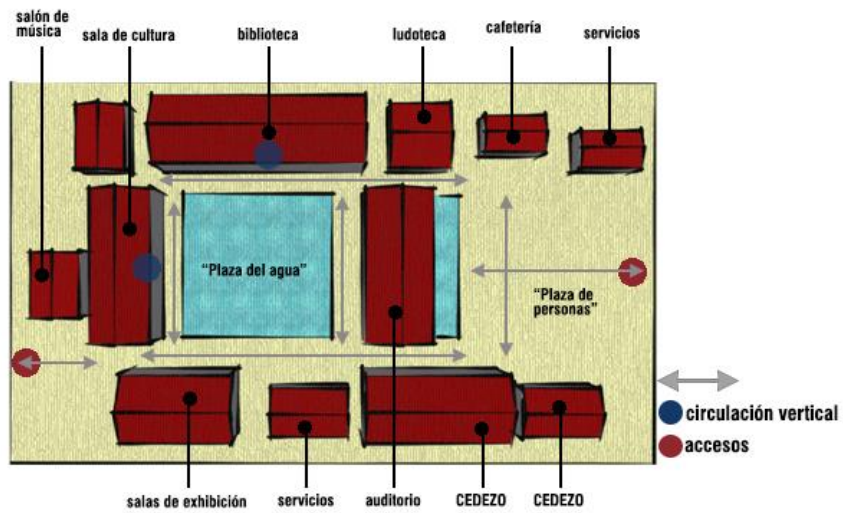 salón de
música
sala de cultura
biblioteca
ludoteca
cafetería
servicios
“Plaza del agua”
“Plaza de
personas”
circulación vertical
accesos
salas de exhibición
servicios
auditorio
CEDEZO
CEDEZO